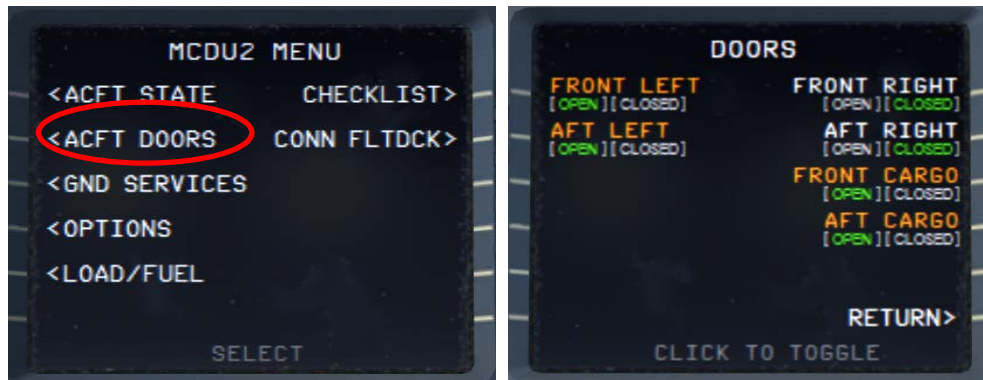 MCDU2 MENU
<ACFT STATE CHECKLIST>
<ACFT DOORS CONN FLTDCK>
<GND SERVICES
<OPTIONS
<LOAD/FUEL
SELECT
DOORS
FRONT LEFT FRONT RIGHT
[OPEN][CLOSED] [OPEN][CLOSED]
AFT LEFT AFT RIGHT
[OPEN][CLOSED] [OPEN][CLOSED]
FRONT CARGO
[OPEN][CLOSED]
AFT CARGO
[OPEN][CLOSED]
RETURN>
CLICK TO TOGGLE